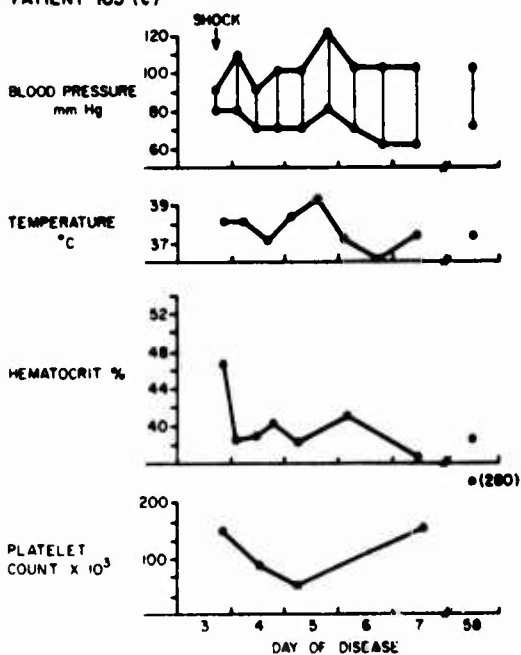 PATIENT 103 (C)
SHOCK
BLOOD PRESSURE
mm Hg
120
100
80
60
TEMPERATURE
°C
39
37
HEMATOCRIT %
52
48
44
40
(280)
PLATELET
COUNT X 10³
200
100
3 4 5 6 7 58
DAY OF DISEASE